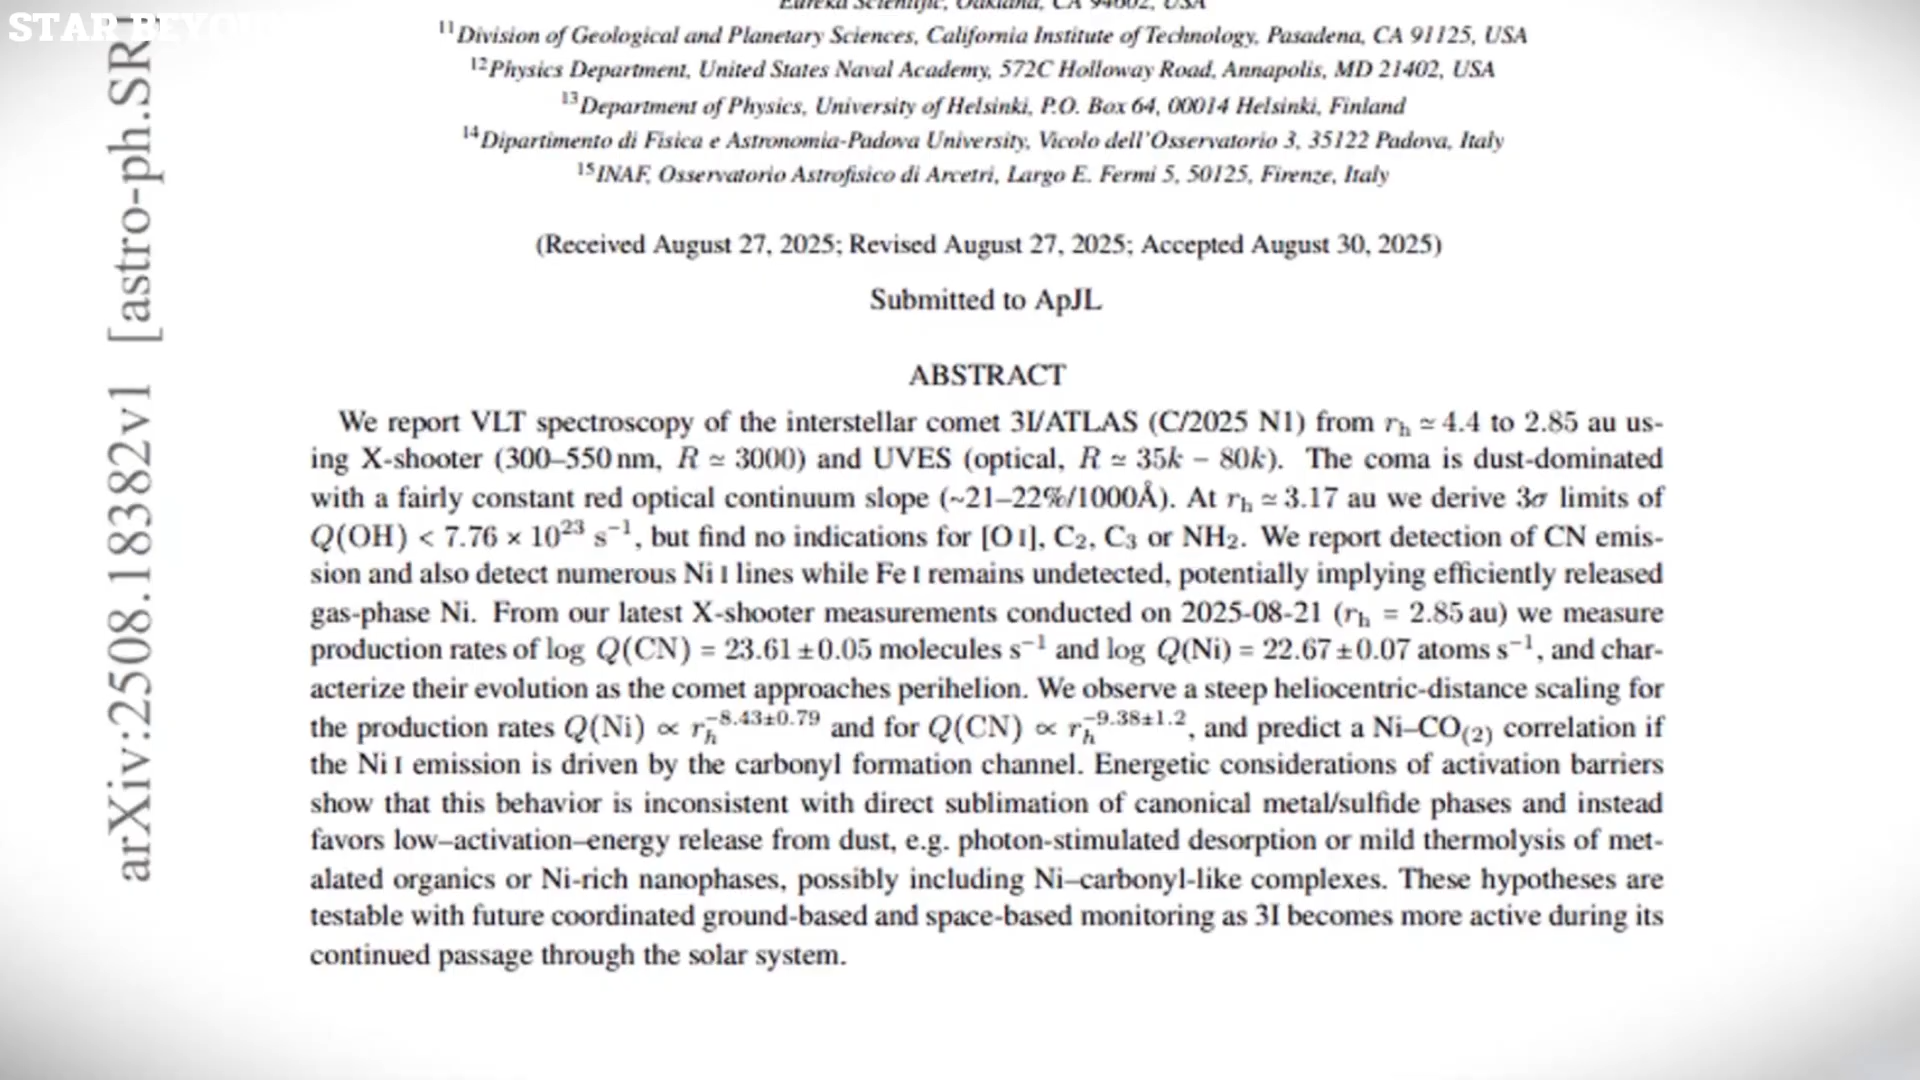 STAR BEYO
Eureka Scientific, Oakland, CA 94602, USA
11Division of Geological and Planetary Sciences, California Institute of Technology, Pasadena, CA 91125, USA
12Physics Department, United States Naval Academy, 572C Holloway Road, Annapolis, MD 21402, USA
13Department of Physics, University of Helsinki, P.O. Box 64, 00014 Helsinki, Finland
14Dipartimento di Fisica e Astronomia-Padova University, Vicolo dell'Osservatorio 3, 35122 Padova, Italy
15INAF, Osservatorio Astrofisico di Arcetri, Largo E. Fermi 5, 50125, Firenze, Italy
(Received August 27, 2025; Revised August 27, 2025; Accepted August 30, 2025)
Submitted to ApJL
ABSTRACT
We report VLT spectroscopy of the interstellar comet 3I/ATLAS (C/2025 N1) from rh ≃ 4.4 to 2.85 au us-
ing X-shooter (300–550 nm, R ≃ 3000) and UVES (optical, R ≃ 35k − 80k). The coma is dust-dominated
with a fairly constant red optical continuum slope (~21–22%/1000Å). At rh ≃ 3.17 au we derive 3σ limits of
Q(OH) < 7.76 × 10^23 s^−1, but find no indications for [O I], C2, C3 or NH2. We report detection of CN emis-
sion and also detect numerous Ni I lines while Fe I remains undetected, potentially implying efficiently released
gas-phase Ni. From our latest X-shooter measurements conducted on 2025-08-21 (rh = 2.85 au) we measure
production rates of log Q(CN) = 23.61 ± 0.05 molecules s^−1 and log Q(Ni) = 22.67 ± 0.07 atoms s^−1, and char-
acterize their evolution as the comet approaches perihelion. We observe a steep heliocentric-distance scaling for
the production rates Q(Ni) ∝ rh^−8.43±0.79 and for Q(CN) ∝ rh^−9.38±1.2, and predict a Ni–CO(2) correlation if
the Ni I emission is driven by the carbonyl formation channel. Energetic considerations of activation barriers
show that this behavior is inconsistent with direct sublimation of canonical metal/sulfide phases and instead
favors low–activation–energy release from dust, e.g. photon-stimulated desorption or mild thermolysis of met-
alated organics or Ni-rich nanophases, possibly including Ni–carbonyl-like complexes. These hypotheses are
testable with future coordinated ground-based and space-based monitoring as 3I becomes more active during its
continued passage through the solar system.
arXiv:2508.18382v1 [astro-ph.SR